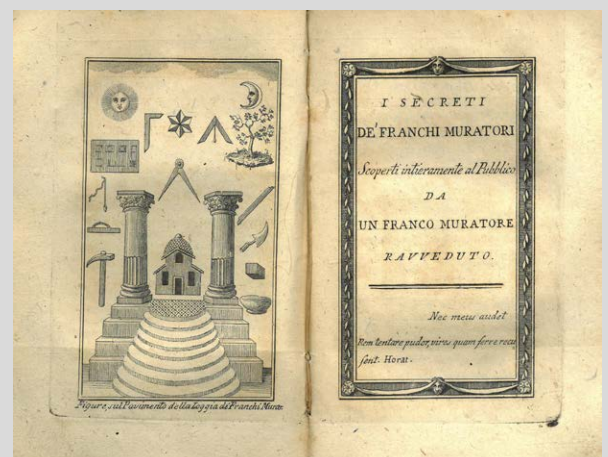 Figure, sul Pavimento della Loggia de Franchi Murat:
I SECRETI
DE' FRANCHI MURATORI
Scoperti intieramente al Pubblico
DA
UN FRANCO MURATORE
RAVVEDUTO.
Nec meus audet
Rem tentare pudor, vires quam ferre recu
sent. Horat.